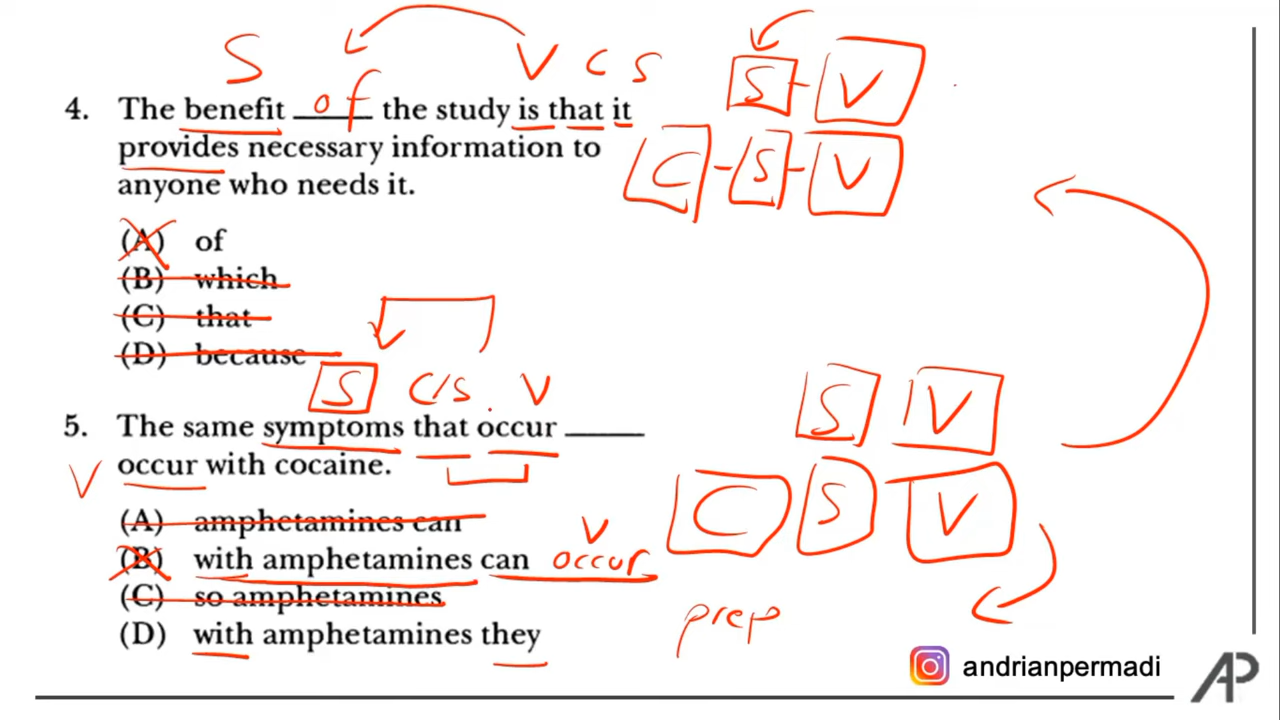 S V C S S V
4. The benefit of the study is that it
C S V
provides necessary information to
anyone who needs it.
(A) of
(B) which
(C) that
(D) because
S C/S V S V
5. The same symptoms that occur ____
V occur with cocaine.
C S V
(A) amphetamines can
V
(B) with amphetamines can occur
(C) so amphetamines
prep
(D) with amphetamines they
andrianpermadi
AP